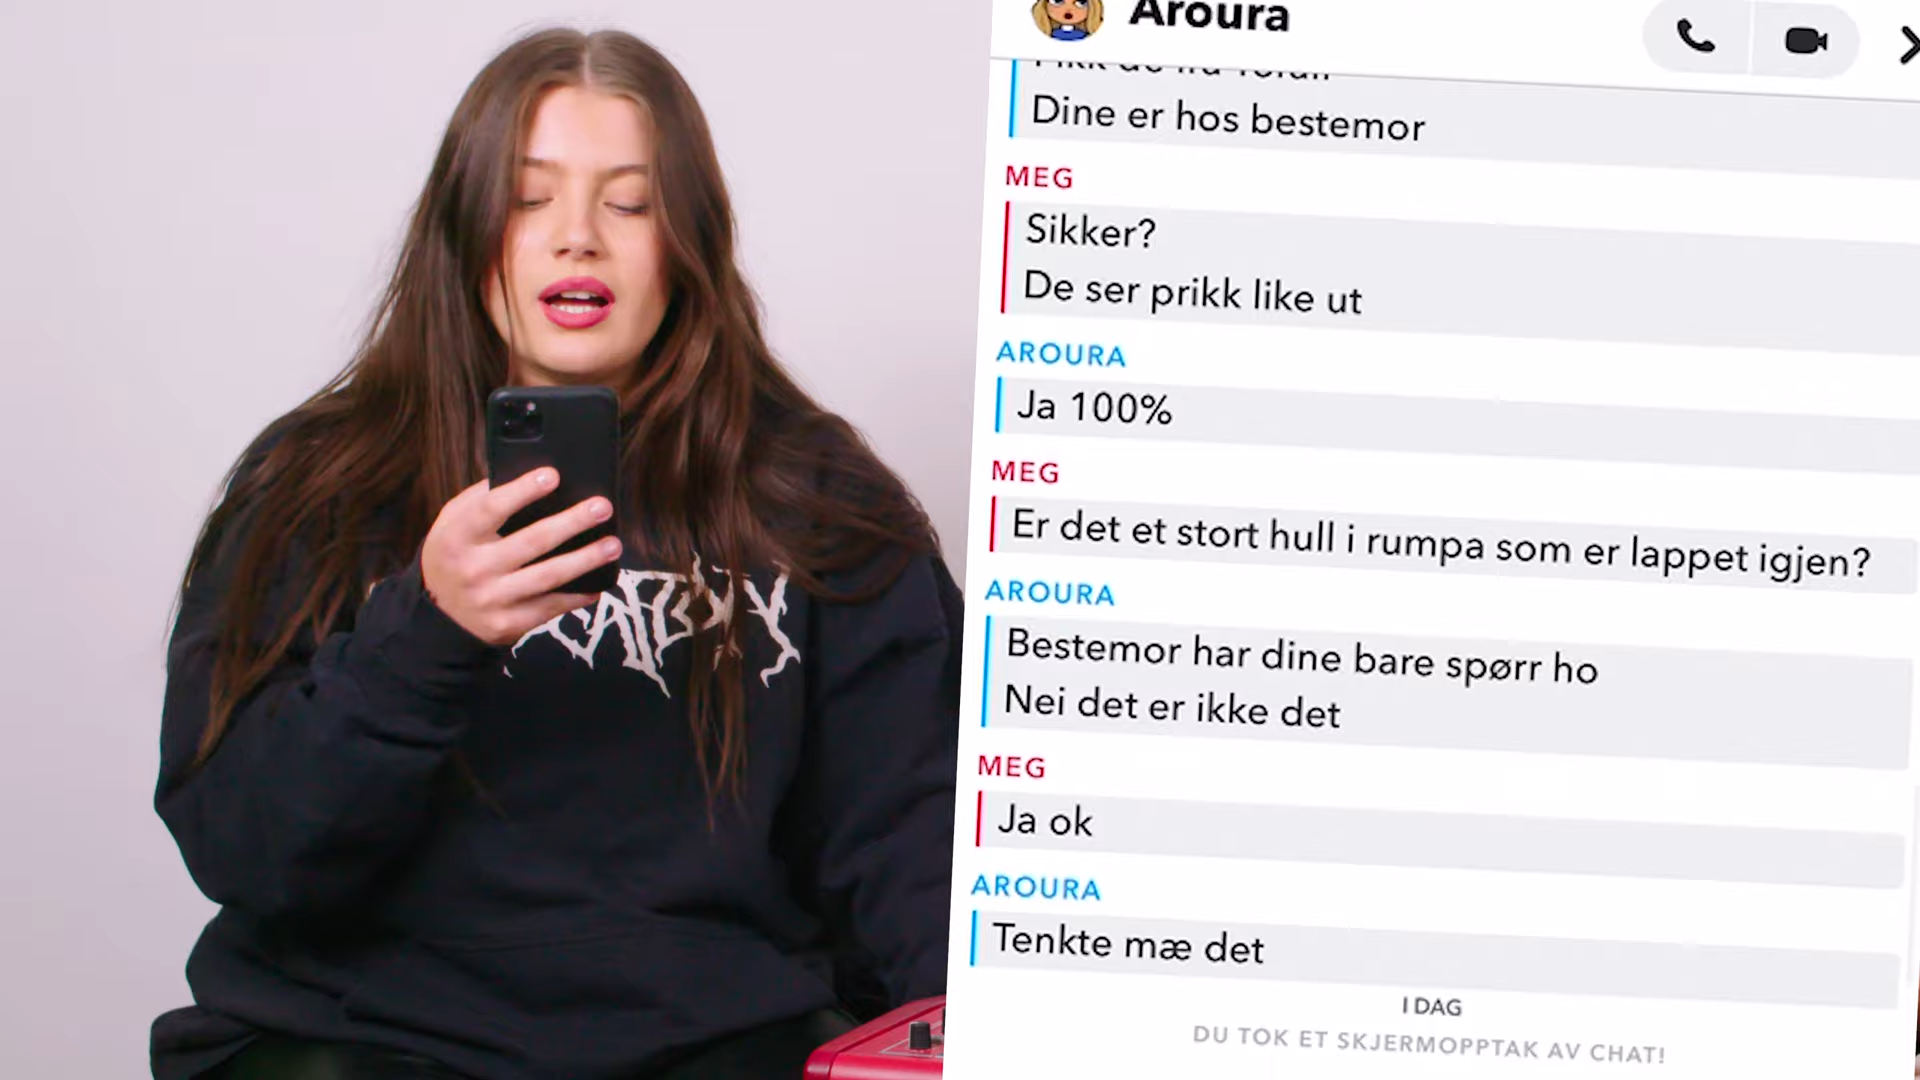 Aroura
Dine er hos bestemor
MEG
Sikker?
De ser prikk like ut
AROURA
Ja 100%
MEG
Er det et stort hull i rumpa som er lappet igjen?
AROURA
Bestemor har dine bare spørr ho
Nei det er ikke det
MEG
Ja ok
AROURA
Tenkte mæ det
I DAG
DU TOK ET SKJERMOPPTAK AV CHAT!